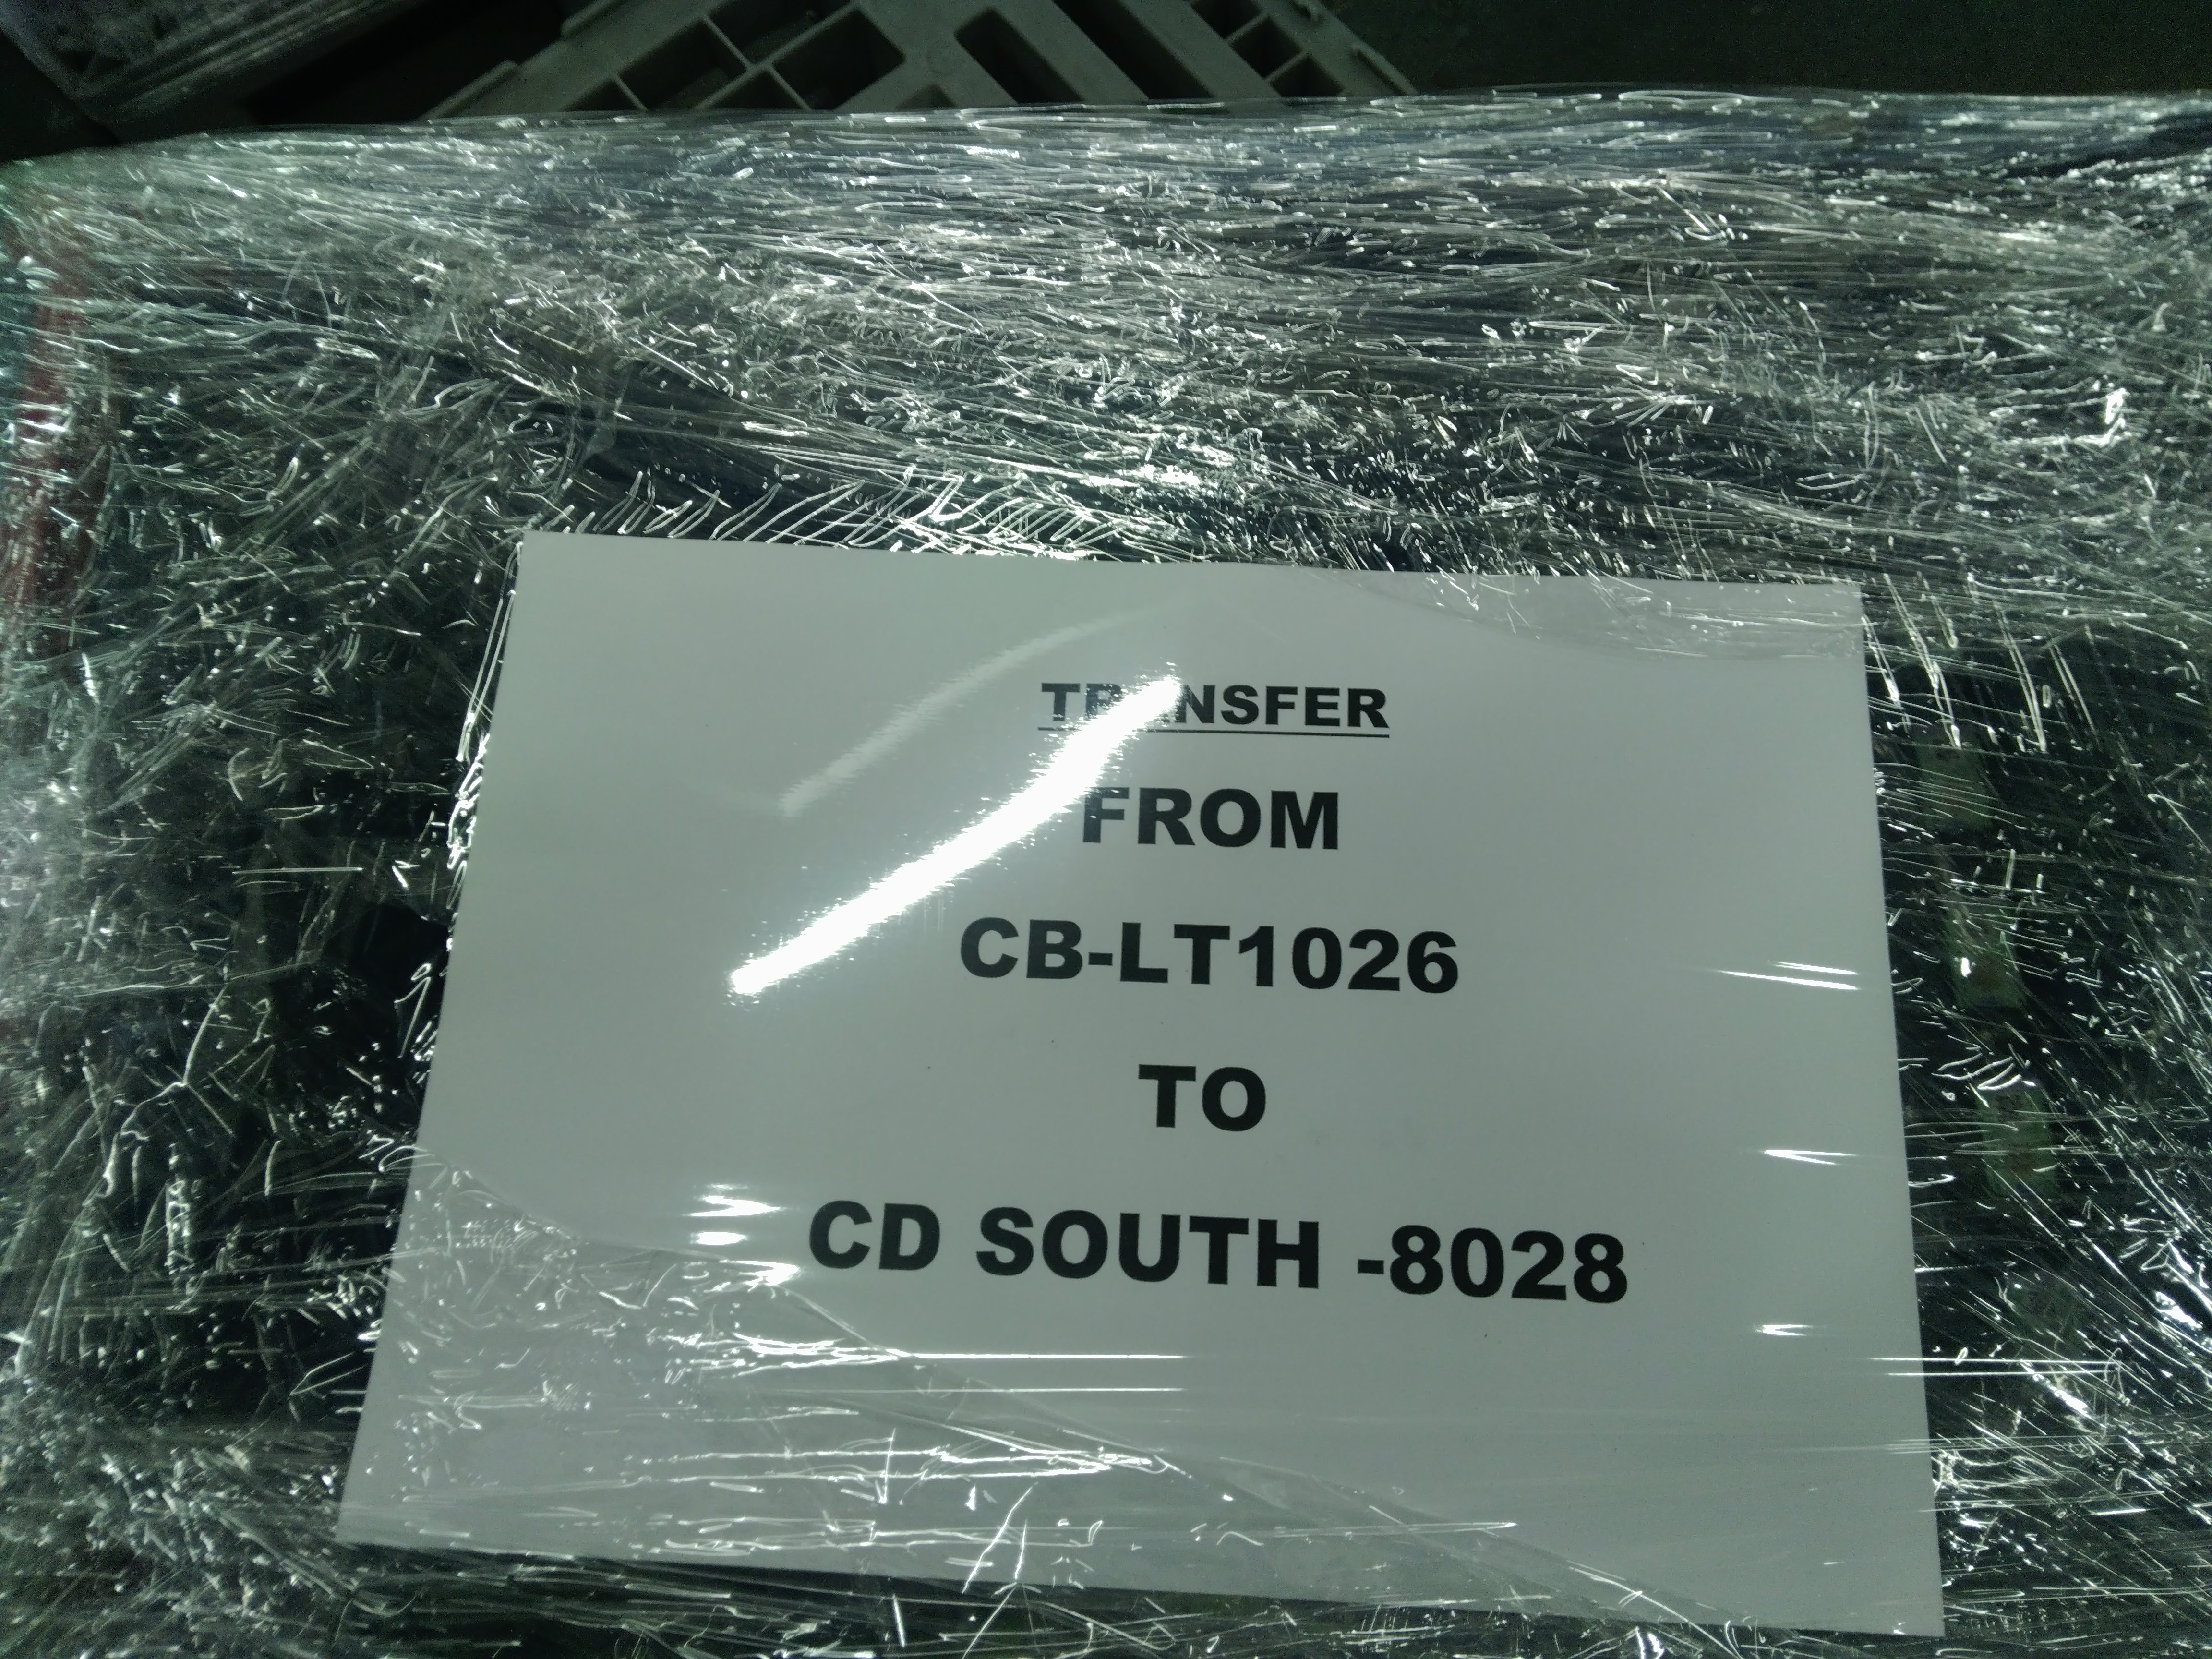 TRANSFER
FROM
CB-LT1026
TO
CD SOUTH -8028